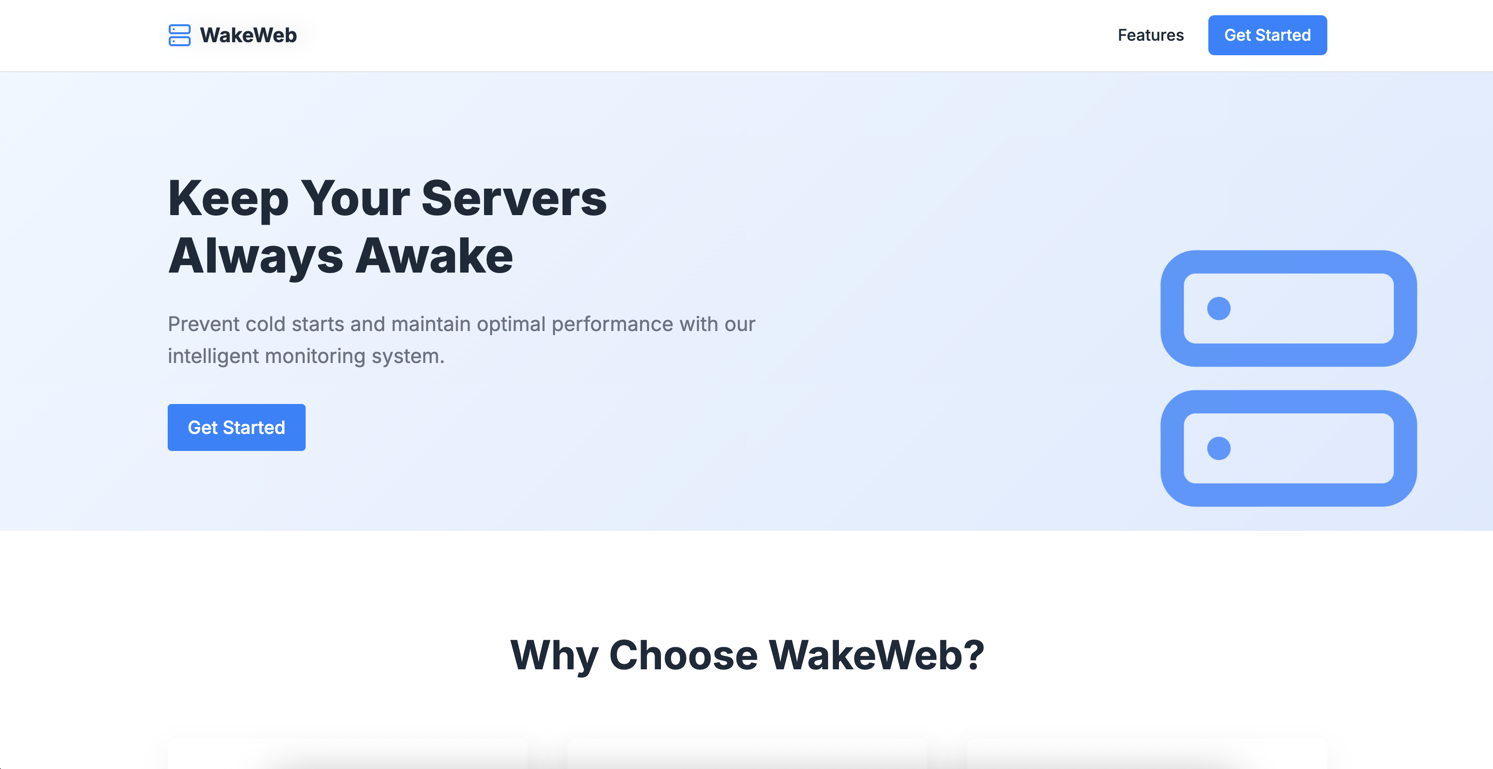 WakeWeb
Features
Get Started
Keep Your Servers
Always Awake
Prevent cold starts and maintain optimal performance with our
intelligent monitoring system.
Get Started
Why Choose WakeWeb?